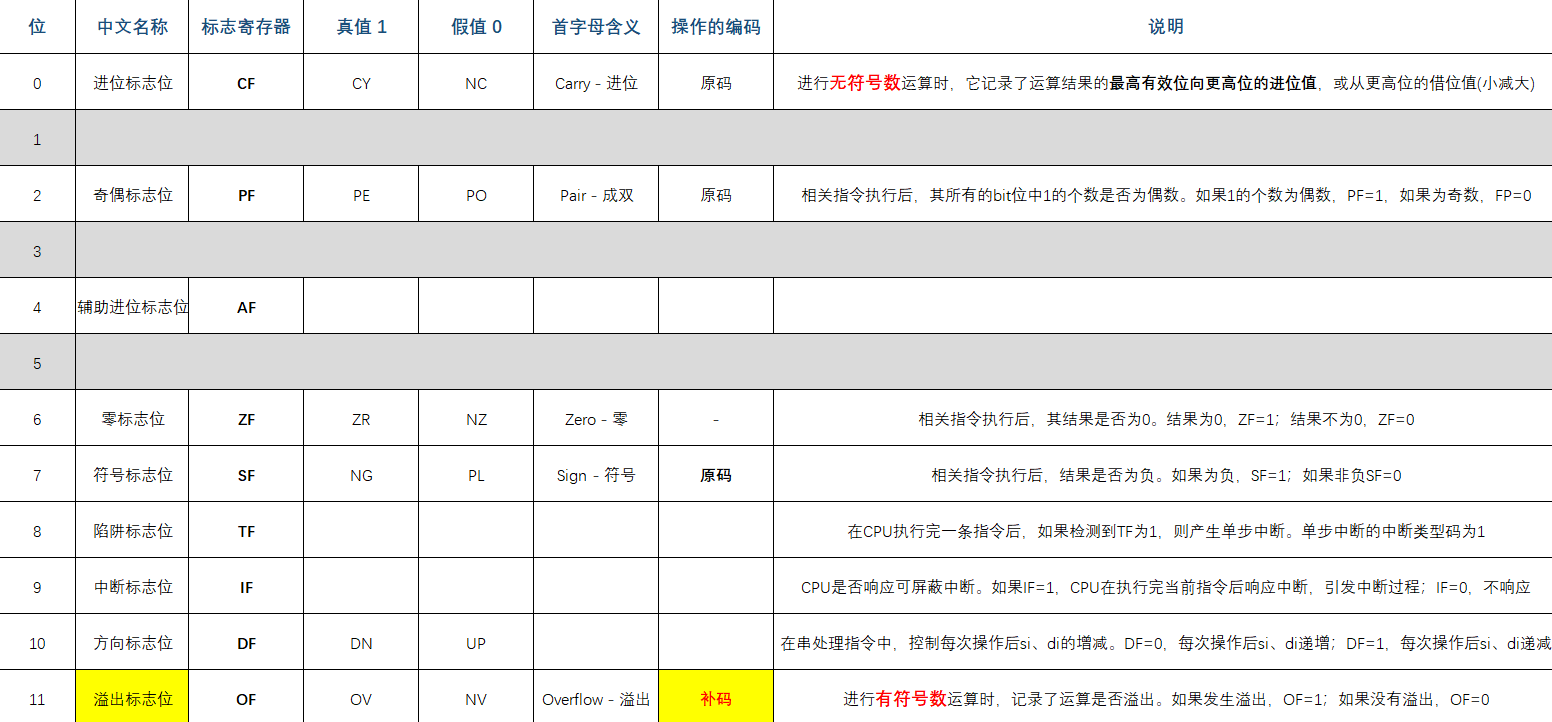 位 中文名称 标志寄存器 真值 1 假值 0 首字母含义 操作的编码 说明
0 进位标志位 CF CY NC Carry - 进位 原码 进行无符号数运算时，它记录了运算结果的最高有效位向更高位的进位值，或从更高位的借位值(小减大)
1
2 奇偶标志位 PF PE PO Pair - 成双 原码 相关指令执行后，其所有的bit位中1的个数是否为偶数。如果1的个数为偶数，PF=1，如果为奇数，FP=0
3
4 辅助进位标志位 AF
5
6 零标志位 ZF ZR NZ Zero - 零 - 相关指令执行后，其结果是否为0。结果为0，ZF=1；结果不为0，ZF=0
7 符号标志位 SF NG PL Sign - 符号 原码 相关指令执行后，结果是否为负。如果为负，SF=1；如果非负SF=0
8 陷阱标志位 TF 在CPU执行完一条指令后，如果检测到TF为1，则产生单步中断。单步中断的中断类型码为1
9 中断标志位 IF CPU是否响应可屏蔽中断。如果IF=1，CPU在执行完当前指令后响应中断，引发中断过程；IF=0，不响应
10 方向标志位 DF DN UP 在串处理指令中，控制每次操作后si、di的增减。DF=0，每次操作后si、di递增；DF=1，每次操作后si、di递减
11 溢出标志位 OF OV NV Overflow - 溢出 补码 进行有符号数运算时，记录了运算是否溢出。如果发生溢出，OF=1；如果没有溢出，OF=0